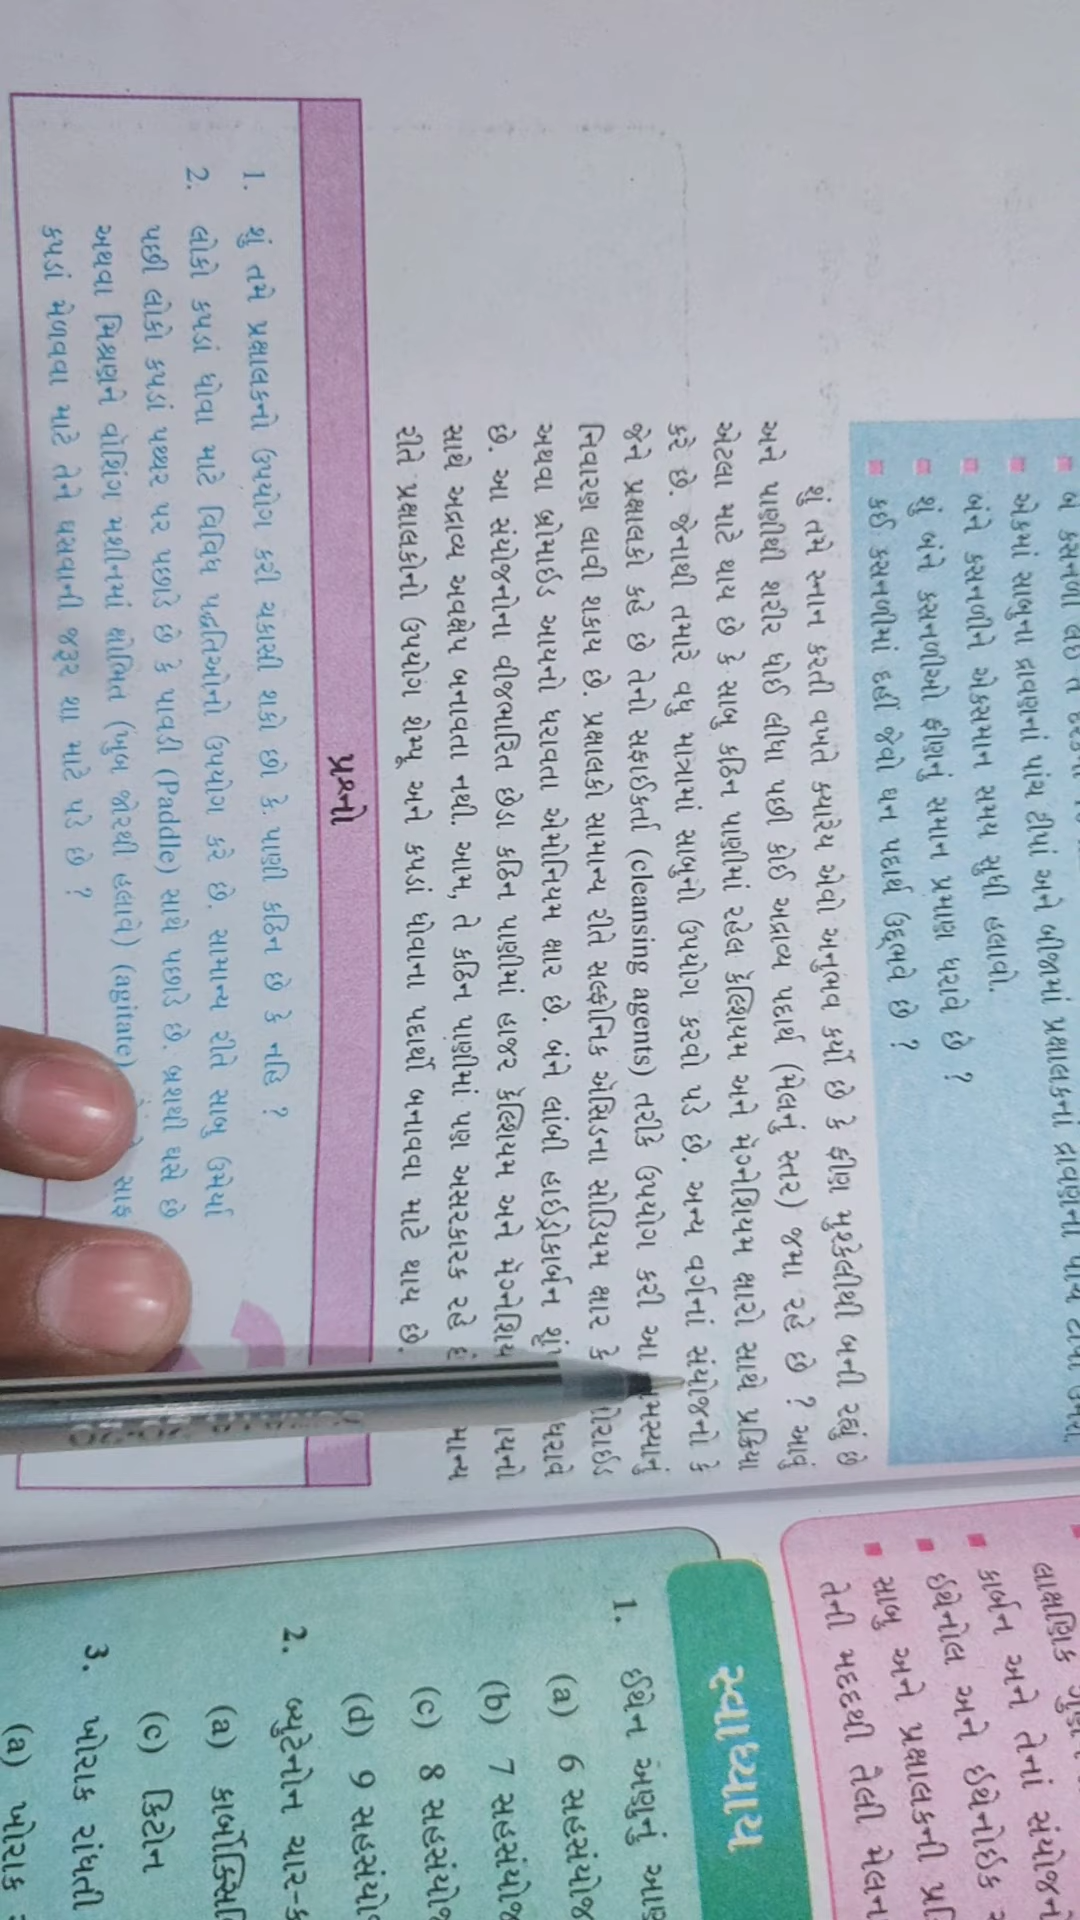 એકમાં સાબુના દ્રાવણનાં પાંચ ટીપાં અને બીજામાં પ્રક્ષાલકનાં દ્રાવણનાં પાંચ ટીપાં ઉમેરો
બંને કસનળીને એકસમાન સમય સુધી હલાવો.
શું બંને કસનળીઓ ફીણનું સમાન પ્રમાણ ધરાવે છે ?
કઈ કસનળીમાં દહીં જેવો ઘન પદાર્થ ઉદ્ભવે છે ?
શું તમે સ્નાન કરતી વખતે ક્યારેય એવો અનુભવ કર્યો છે કે ફીણ મુશ્કેલીથી બની રહ્યું છે
અને પાણીથી શરીર ધોઈ લીધા પછી કોઈ અદ્રાવ્ય પદાર્થ (મેલનું સ્તર) જમા રહે છે ? આવું
એટલા માટે થાય છે કે સાબુ કઠિન પાણીમાં રહેલ કૅલ્શિયમ અને મૅગ્નેશિયમ ક્ષારો સાથે પ્રક્રિયા
કરે છે. જેનાથી તમારે વધુ માત્રામાં સાબુનો ઉપયોગ કરવો પડે છે. અન્ય વર્ગનાં સંયોજનો કે
જેને પ્રક્ષાલકો કહે છે તેનો સફાઈકર્તા (cleansing agents) તરીકે ઉપયોગ કરી આ સમસ્યાનું
નિવારણ લાવી શકાય છે. પ્રક્ષાલકો સામાન્ય રીતે સલ્ફોનિક ઍસિડના સોડિયમ ક્ષાર કે ક્લોરાઇડ
અથવા બ્રોમાઇડ આયનો ધરાવતા એમોનિયમ ક્ષાર છે. બંને લાંબી હાઇડ્રોકાર્બન શૃં ધરાવે
છે. આ સંયોજનોના વીજભારિત છેડા કઠિન પાણીમાં હાજર કૅલ્શિયમ અને મૅગ્નેશિયમ આયનો
સાથે અદ્રાવ્ય અવક્ષેપ બનાવતા નથી. આમ, તે કઠિન પાણીમાં પણ અસરકારક રહે છે માન્ય
રીતે પ્રક્ષાલકોનો ઉપયોગ શેમ્પૂ અને કપડાં ધોવાના પદાર્થો બનાવવા માટે થાય છે.
પ્રશ્નો
1. શું તમે પ્રક્ષાલકનો ઉપયોગ કરી ચકાસી શકો છો કે પાણી કઠિન છે કે નહિ ?
2. લોકો કપડાં ધોવા માટે વિવિધ પદ્ધતિઓનો ઉપયોગ કરે છે. સામાન્ય રીતે સાબુ ઉમેર્યા
પછી લોકો કપડાં પથ્થર પર પછાડે છે કે પાવડી (Paddle) સાથે પછાડે છે. બ્રશથી ઘસે છે
અથવા મિશ્રણને વૉશિંગ મશીનમાં ક્ષોભિત (ખૂબ જોરથી હલાવે) (agitate) સાફ
કપડાં મેળવવા માટે તેને ઘસવાની જરૂર શા માટે પડે છે ?
કાર્બન અને તેનાં સંયોજન
ઇથેનોલ અને ઇથેનોઇક
સાબુ અને પ્રક્ષાલકની
તેની મદદથી તેલી મેલન
સ્વાધ્યાય
1. ઇથેન અણુનું
(a) 6 સહસંયોજ
(b) 7 સહસંયોજ
(c) 8 સહસંયોજ
(d) 9 સહસંયો
2. બ્યુટેનોન ચાર-ક
(a) કાર્બોક્સિ
(c) કિટોન
3. ખોરાક રાંધતી
(a) ખોરાક